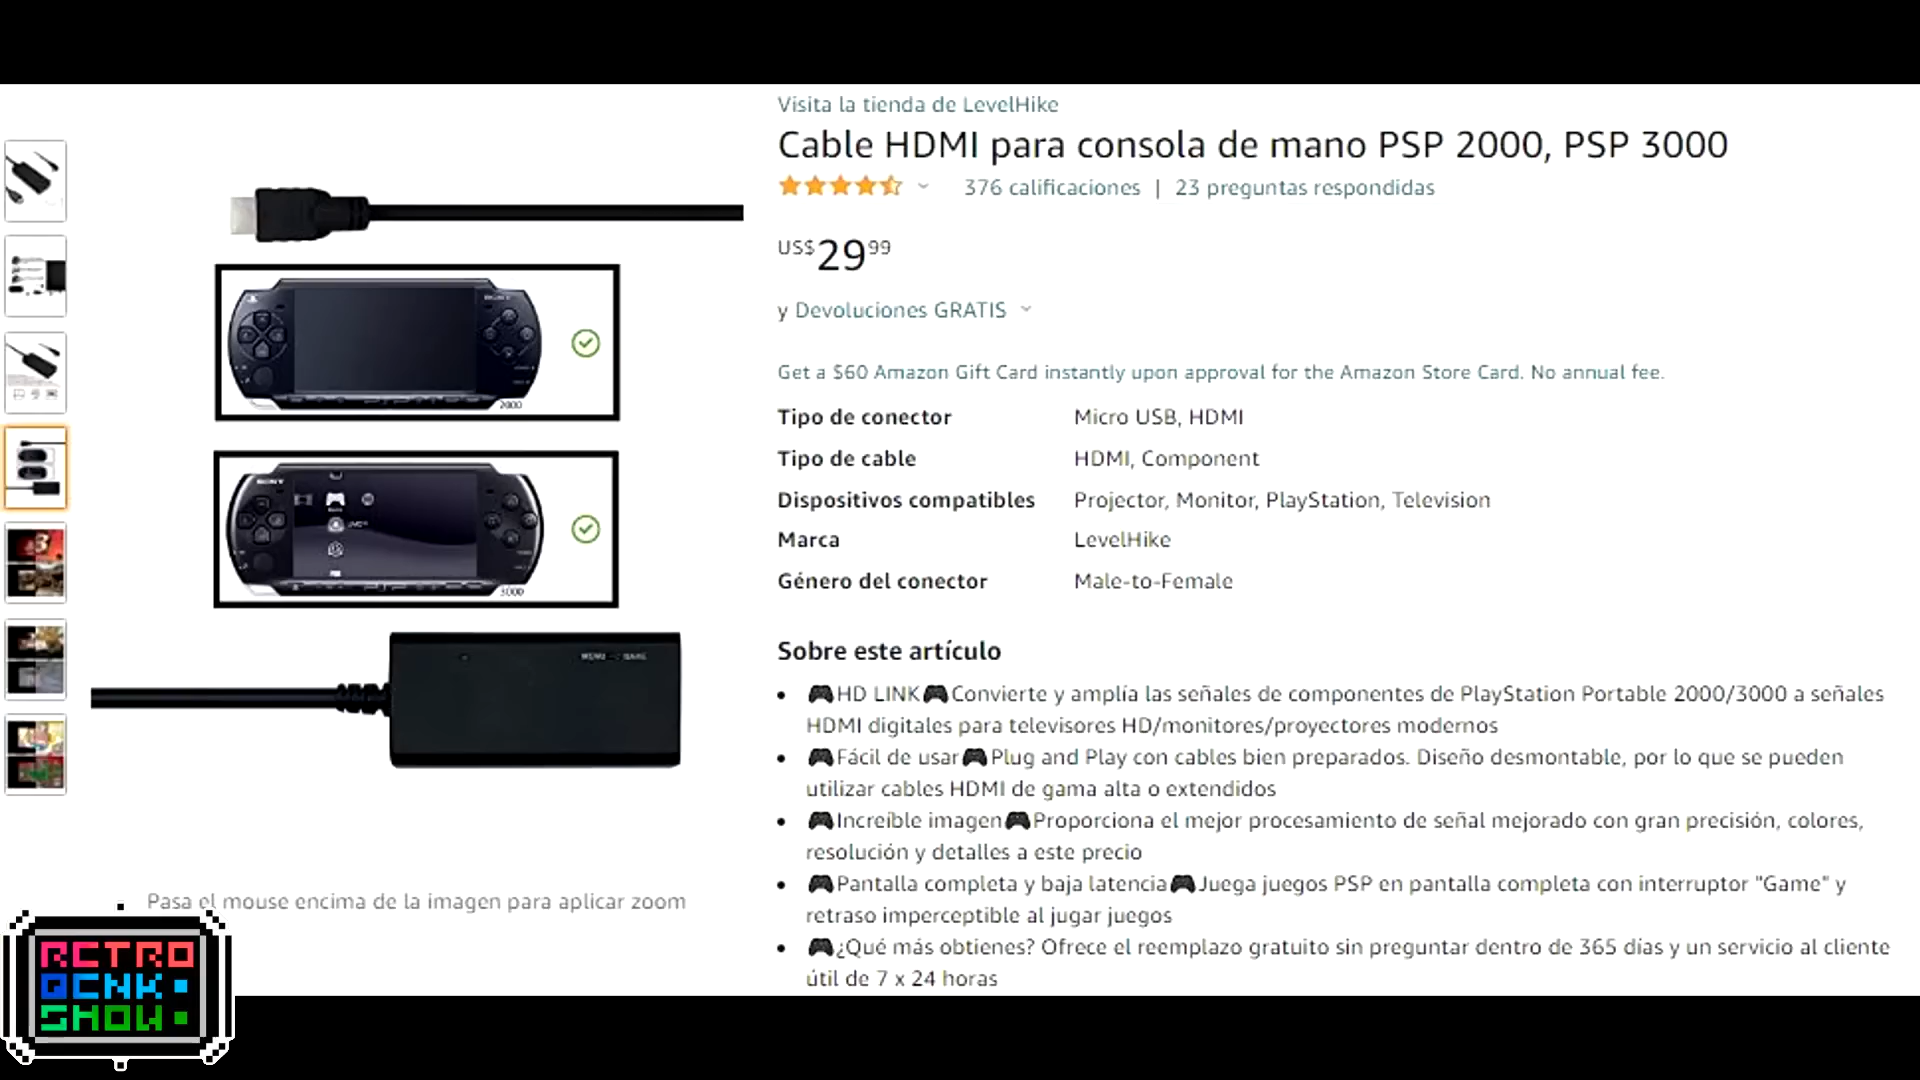 Visita la tienda de LevelHike
Cable HDMI para consola de mano PSP 2000, PSP 3000
376 calificaciones | 23 preguntas respondidas
US$29 99
y Devoluciones GRATIS
Get a $60 Amazon Gift Card instantly upon approval for the Amazon Store Card. No annual fee.
Tipo de conector Micro USB, HDMI
Tipo de cable HDMI, Component
Dispositivos compatibles Projector, Monitor, PlayStation, Television
Marca LevelHike
Género del conector Male-to-Female
Sobre este artículo
• 🎮HD LINK🎮Convierte y amplía las señales de componentes de PlayStation Portable 2000/3000 a señales
HDMI digitales para televisores HD/monitores/proyectores modernos
• 🎮Fácil de usar🎮Plug and Play con cables bien preparados. Diseño desmontable, por lo que se pueden
utilizar cables HDMI de gama alta o extendidos
• 🎮Increíble imagen🎮Proporciona el mejor procesamiento de señal mejorado con gran precisión, colores,
resolución y detalles a este precio
• 🎮Pantalla completa y baja latencia🎮Juega juegos PSP en pantalla completa con interruptor "Game" y
retraso imperceptible al jugar juegos
• 🎮¿Qué más obtienes? Ofrece el reemplazo gratuito sin preguntar dentro de 365 días y un servicio al cliente
útil de 7 x 24 horas
2000
SONY
3000
MENU GAME
Pasa el mouse encima de la imagen para aplicar zoom
RETRO
QCNK
SHOW